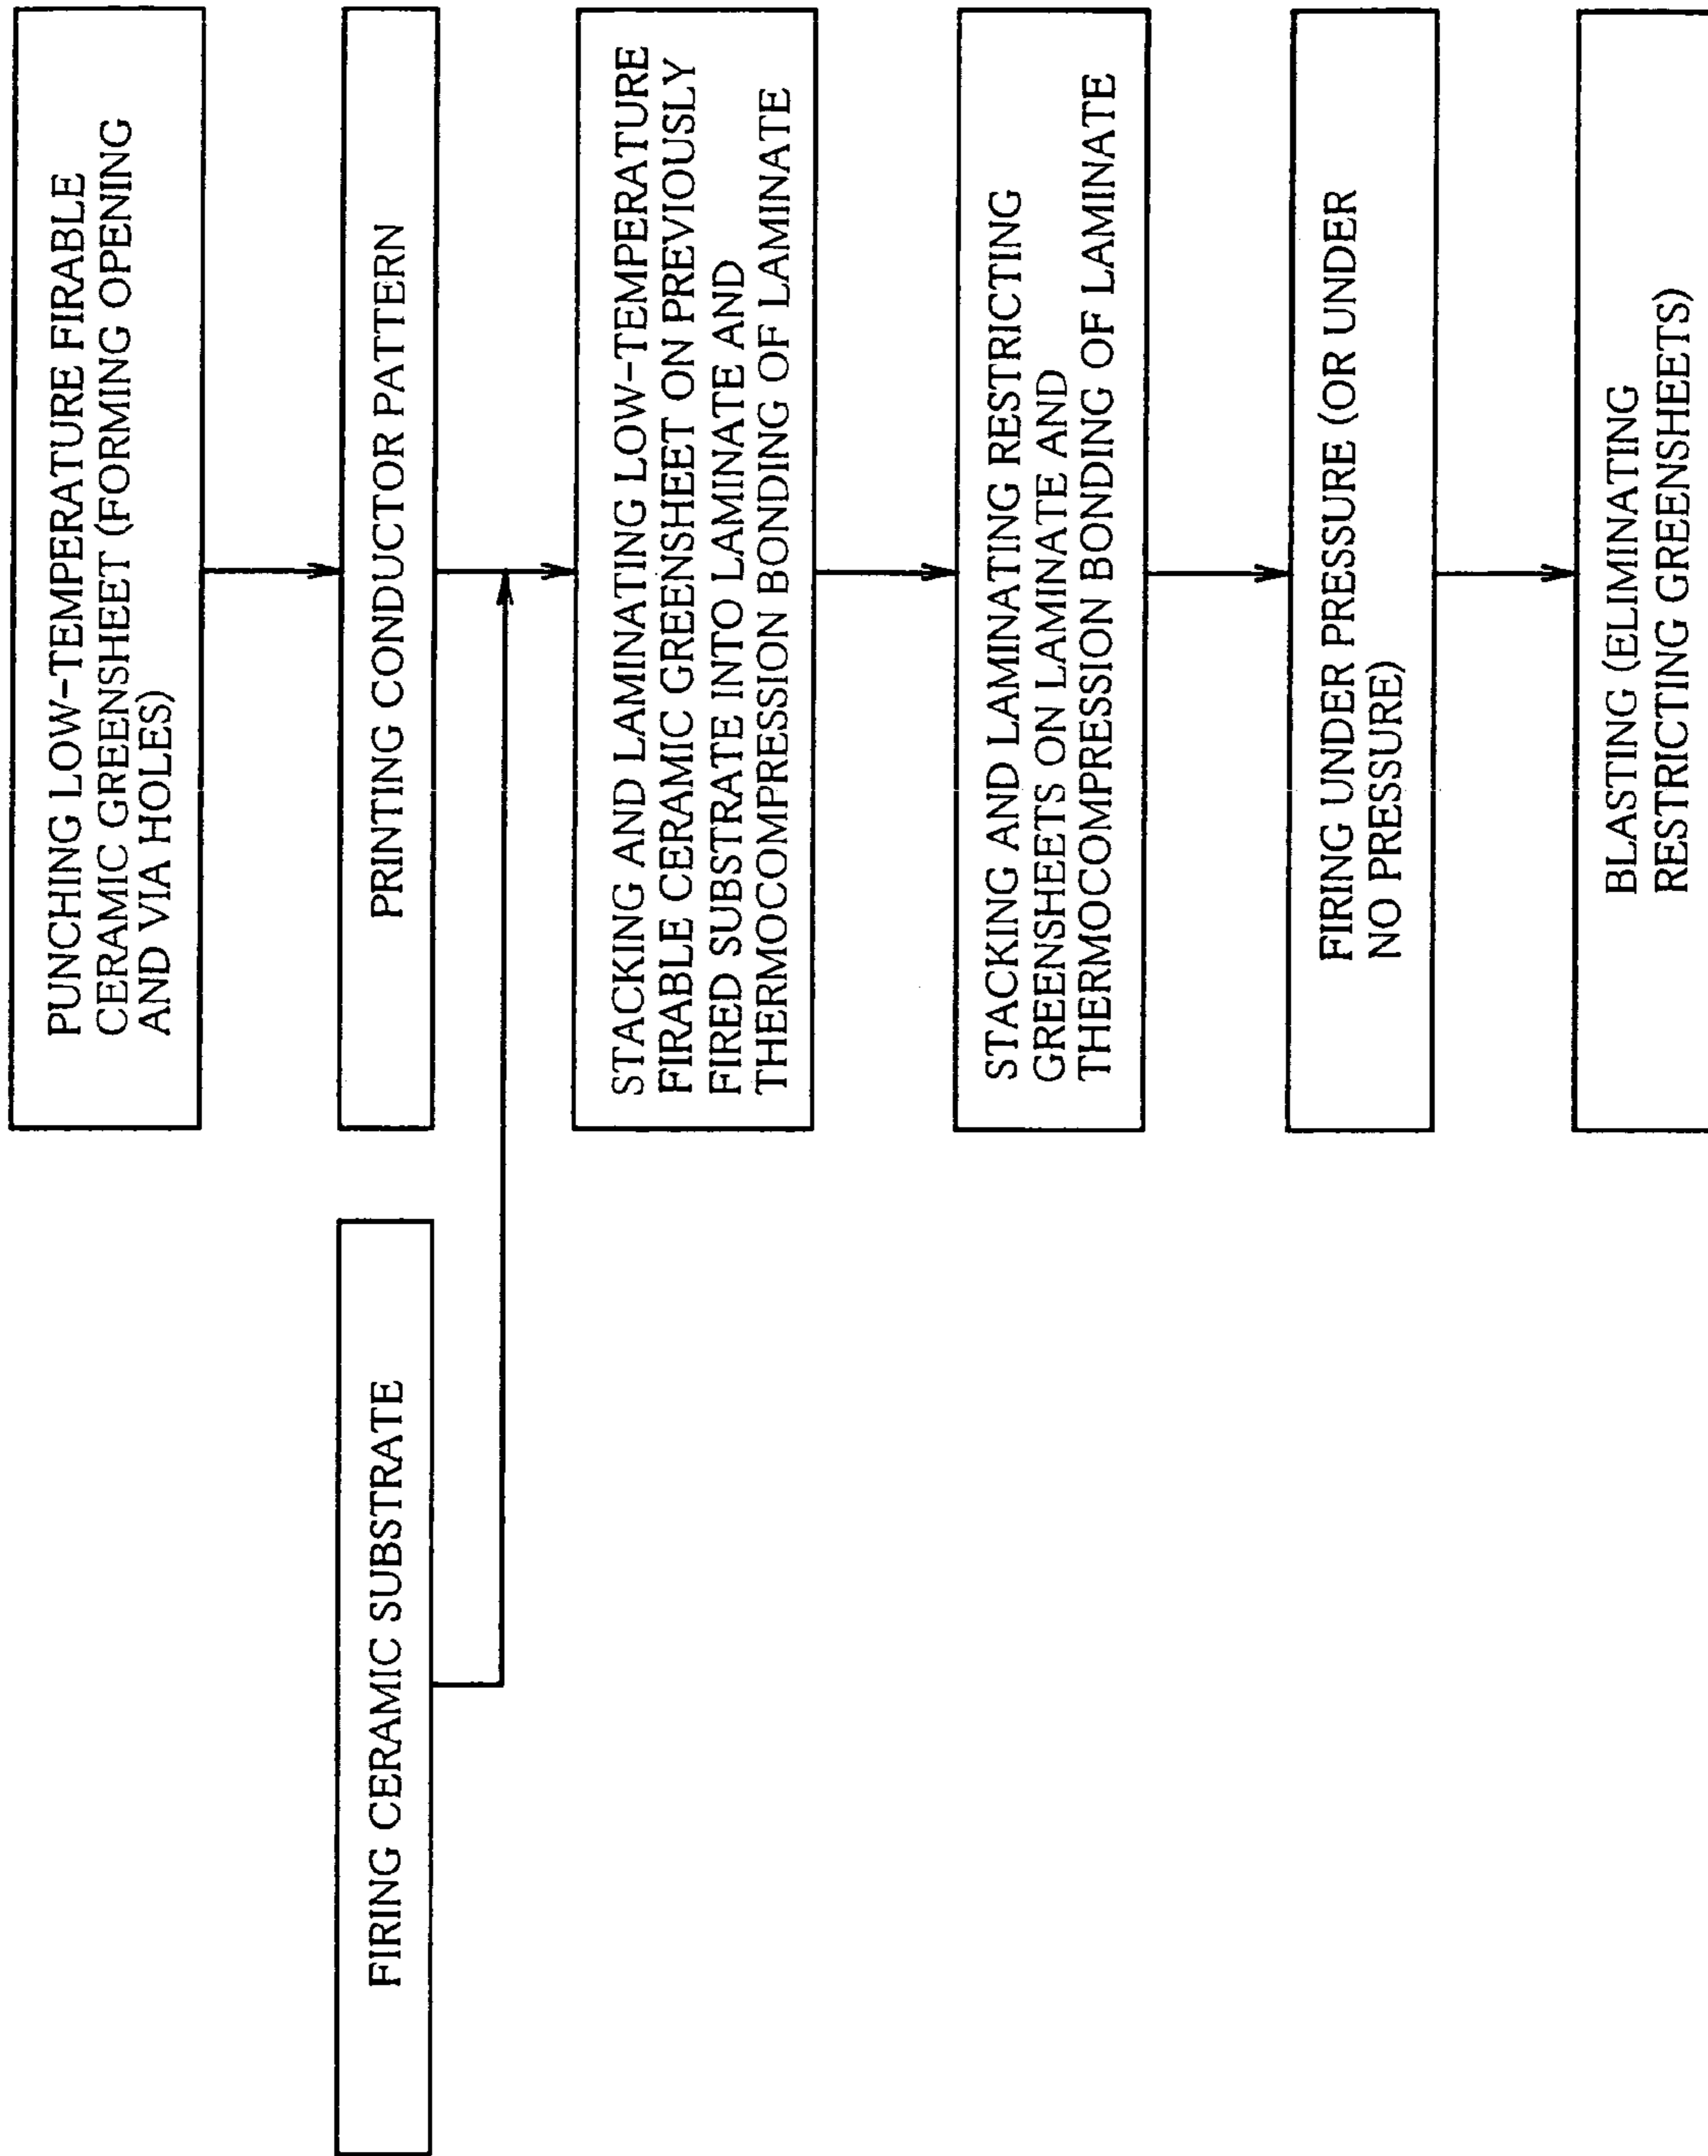 PUNCHING LOW-TEMPERATURE FIRABLE
CERAMIC GREENSHEET (FORMING OPENING
AND VIA HOLES)
PRINTING CONDUCTOR PATTERN
FIRING CERAMIC SUBSTRATE
STACKING AND LAMINATING LOW-TEMPERATURE
FIRABLE CERAMIC GREENSHEET ON PREVIOUSLY
FIRED SUBSTRATE INTO LAMINATE AND
THERMOCOMPRESSION BONDING OF LAMINATE
STACKING AND LAMINATING RESTRICTING
GREENSHEETS ON LAMINATE AND
THERMOCOMPRESSION BONDING OF LAMINATE
FIRING UNDER PRESSURE (OR UNDER
NO PRESSURE)
BLASTING (ELIMINATING
RESTRICTING GREENSHEETS)